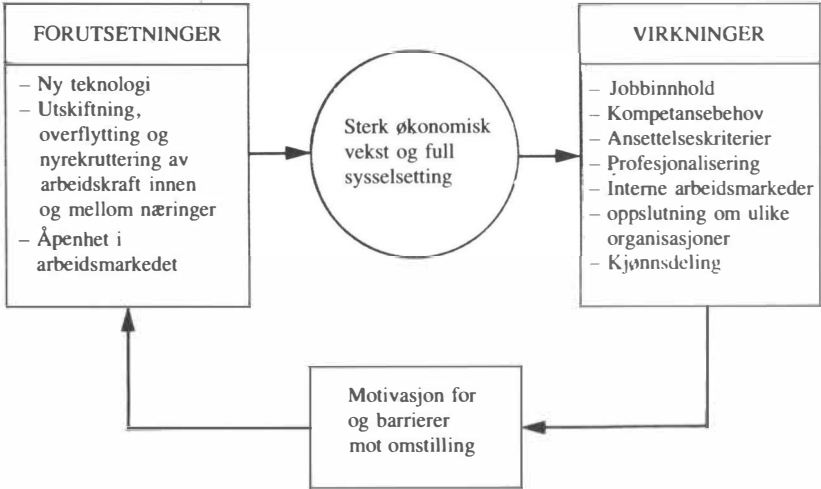 FORUTSETNINGER
– Ny teknologi
– Utskiftning,
overflytting og
nyrekruttering av
arbeidskraft innen
og mellom næringer
– Åpenhet i
arbeidsmarkedet
Sterk økonomisk
vekst og full
sysselsetting
VIRKNINGER
– Jobbinnhold
– Kompetansebehov
– Ansettelseskriterier
– Profesjonalisering
– Interne arbeidsmarkeder
– oppslutning om ulike
organisasjoner
– Kjønnsdeling
Motivasjon for
og barrierer
mot omstilling